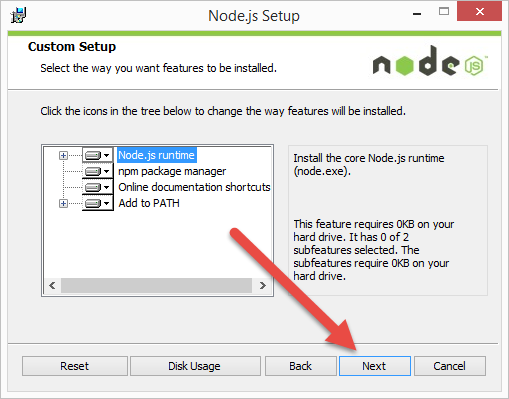 Node.js Setup
Custom Setup
Select the way you want features to be installed.
node
JS
Click the icons in the tree below to change the way features will be installed.
Node.js runtime
npm package manager
Online documentation shortcuts
Add to PATH
Install the core Node.js runtime
(node.exe).
This feature requires 0KB on your
hard drive. It has 0 of 2
subfeatures selected. The
subfeatures require 0KB on your
hard drive.
Reset
Disk Usage
Back
Next
Cancel